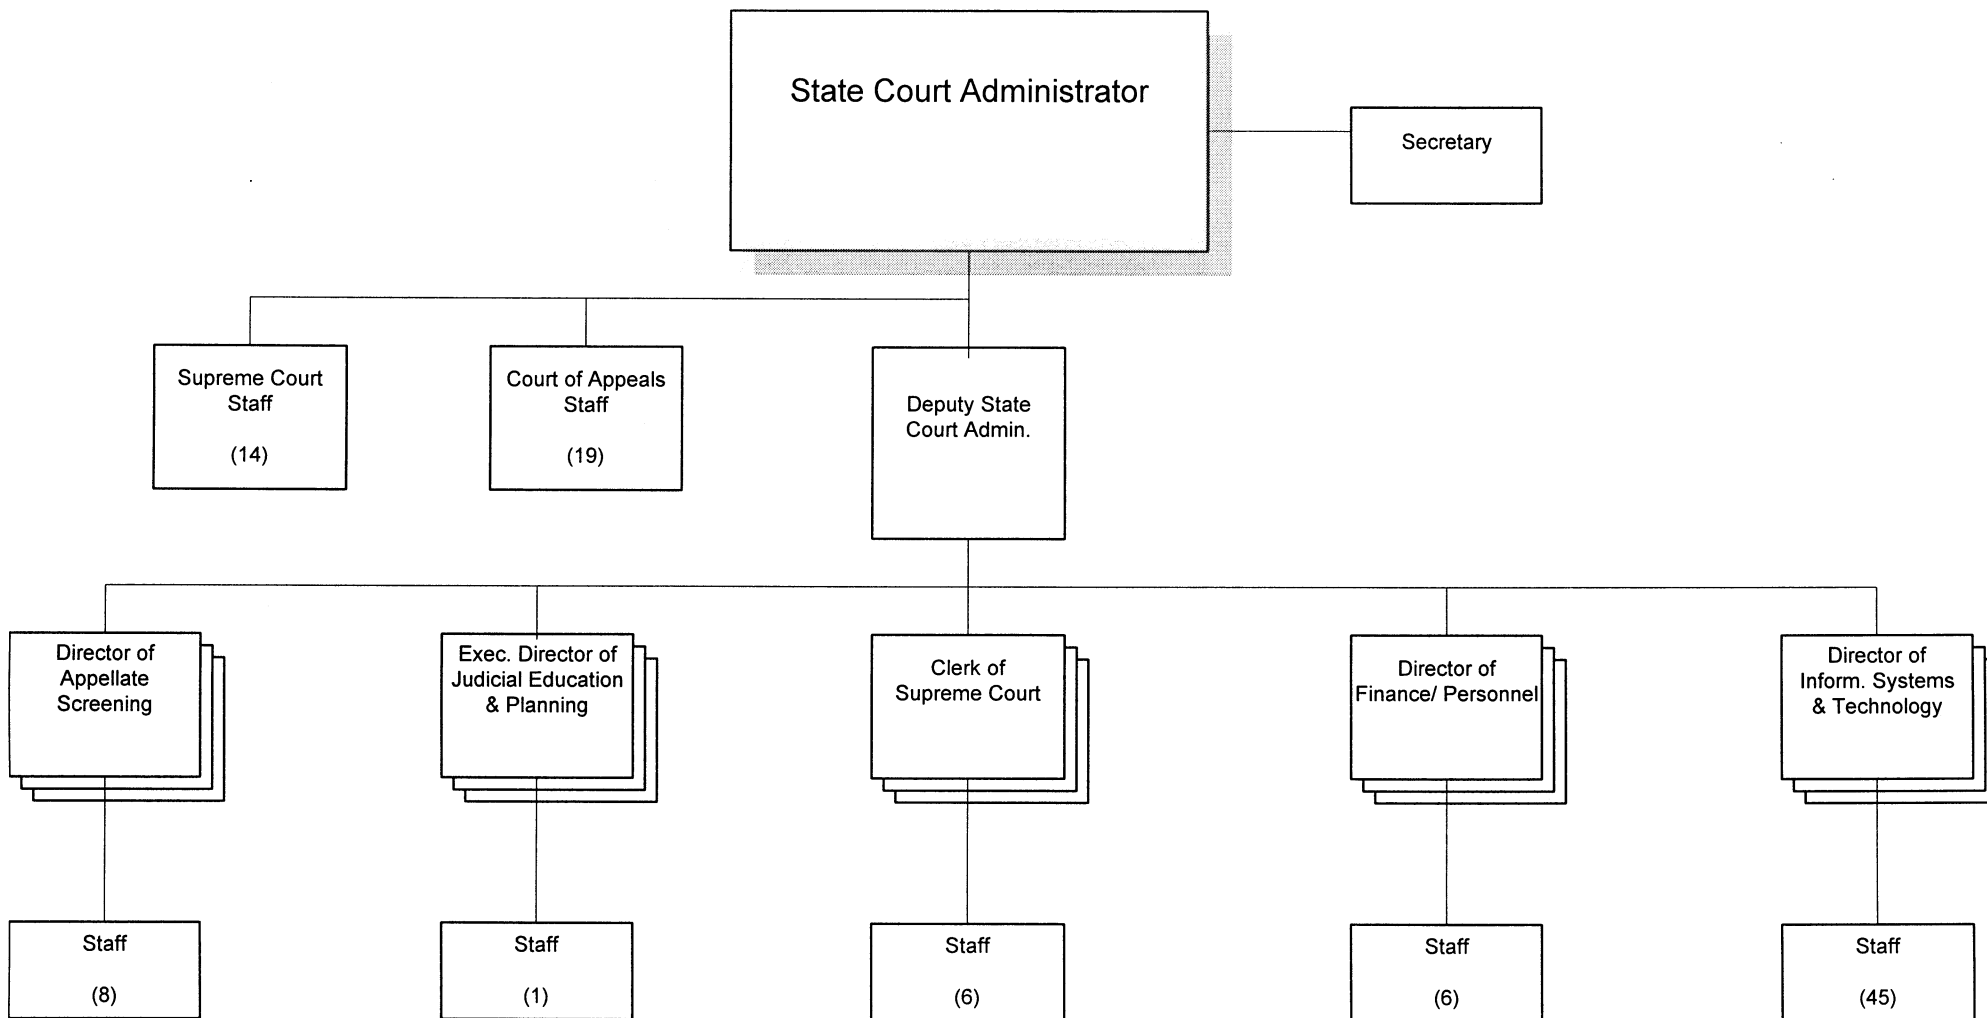 State Court Administrator
Secretary
Supreme Court
Staff
(14)
Court of Appeals
Staff
(19)
Deputy State
Court Admin.
Director of
Appellate
Screening
Exec. Director of
Judicial Education
& Planning
Clerk of
Supreme Court
Director of
Finance/ Personnel
Director of
Inform. Systems
& Technology
Staff
(8)
Staff
(1)
Staff
(6)
Staff
(6)
Staff
(45)